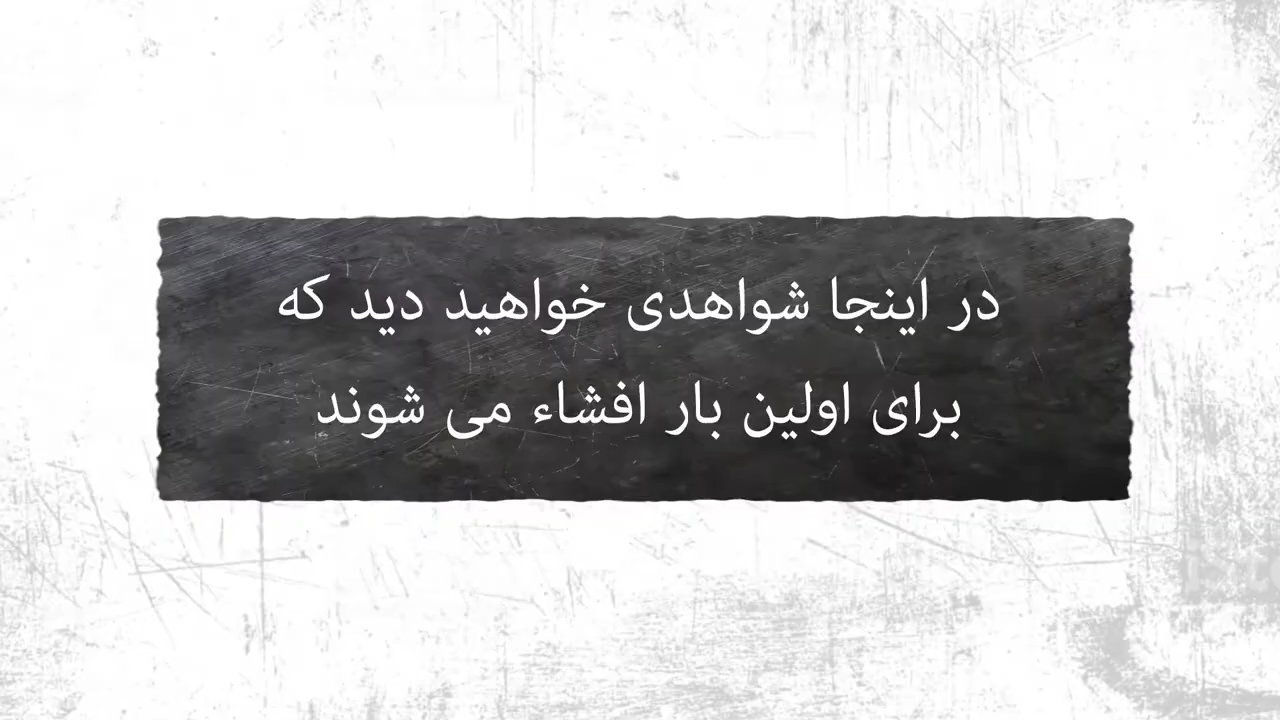 در اینجا شواهدی خواهید دید که
برای اولین بار افشاء می شوند